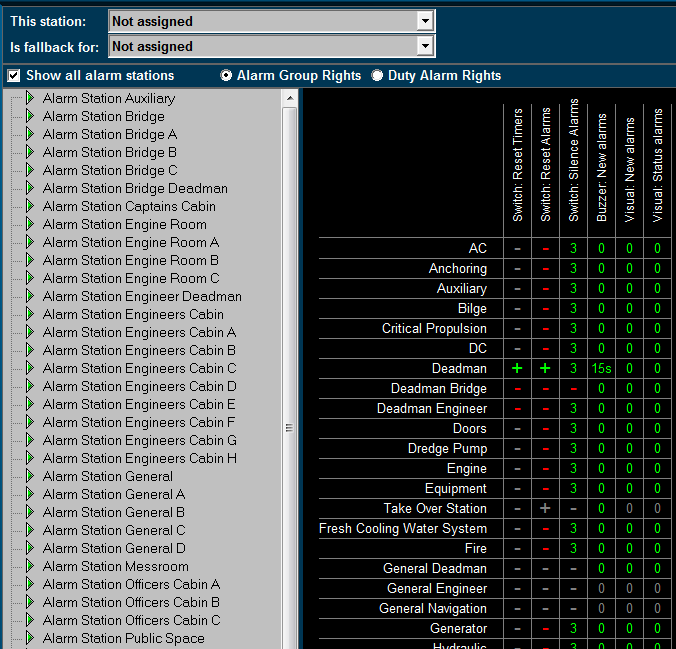 This station: Not assigned
Is fallback for: Not assigned
Show all alarm stations Alarm Group Rights Duty Alarm Rights
Alarm Station Auxiliary
Alarm Station Bridge
Alarm Station Bridge A
Alarm Station Bridge B
Alarm Station Bridge C
Alarm Station Bridge Deadman
Alarm Station Captains Cabin
Alarm Station Engine Room
Alarm Station Engine Room A
Alarm Station Engine Room B
Alarm Station Engine Room C
Alarm Station Engineer Deadman
Alarm Station Engineers Cabin
Alarm Station Engineers Cabin A
Alarm Station Engineers Cabin B
Alarm Station Engineers Cabin C
Alarm Station Engineers Cabin D
Alarm Station Engineers Cabin E
Alarm Station Engineers Cabin F
Alarm Station Engineers Cabin G
Alarm Station Engineers Cabin H
Alarm Station General
Alarm Station General A
Alarm Station General B
Alarm Station General C
Alarm Station General D
Alarm Station Messroom
Alarm Station Officers Cabin A
Alarm Station Officers Cabin B
Alarm Station Officers Cabin C
Alarm Station Public Space
Switch: Reset Timers
Switch: Reset Alarms
Switch: Silence Alarms
Buzzer: New alarms
Visual: New alarms
Visual: Status alarms
AC - - 3 0 0 0
Anchoring - - 3 0 0 0
Auxiliary - - 3 0 0 0
Bilge - - 3 0 0 0
Critical Propulsion - - 3 0 0 0
DC - - 3 0 0 0
Deadman + + 3 15s 0 0
Deadman Bridge - - - 0 0 0
Deadman Engineer - - 3 0 0 0
Doors - - 3 0 0 0
Dredge Pump - - 3 0 0 0
Engine - - 3 0 0 0
Equipment - - 3 0 0 0
Take Over Station - + - 0 0 0
Fresh Cooling Water System - - 3 0 0 0
Fire - - 3 0 0 0
General Deadman - - - 0 0 0
General Engineer - - - 0 0 0
General Navigation - - - 0 0 0
Generator - - 3 0 0 0
Hydraulic - - 3 0 0 0